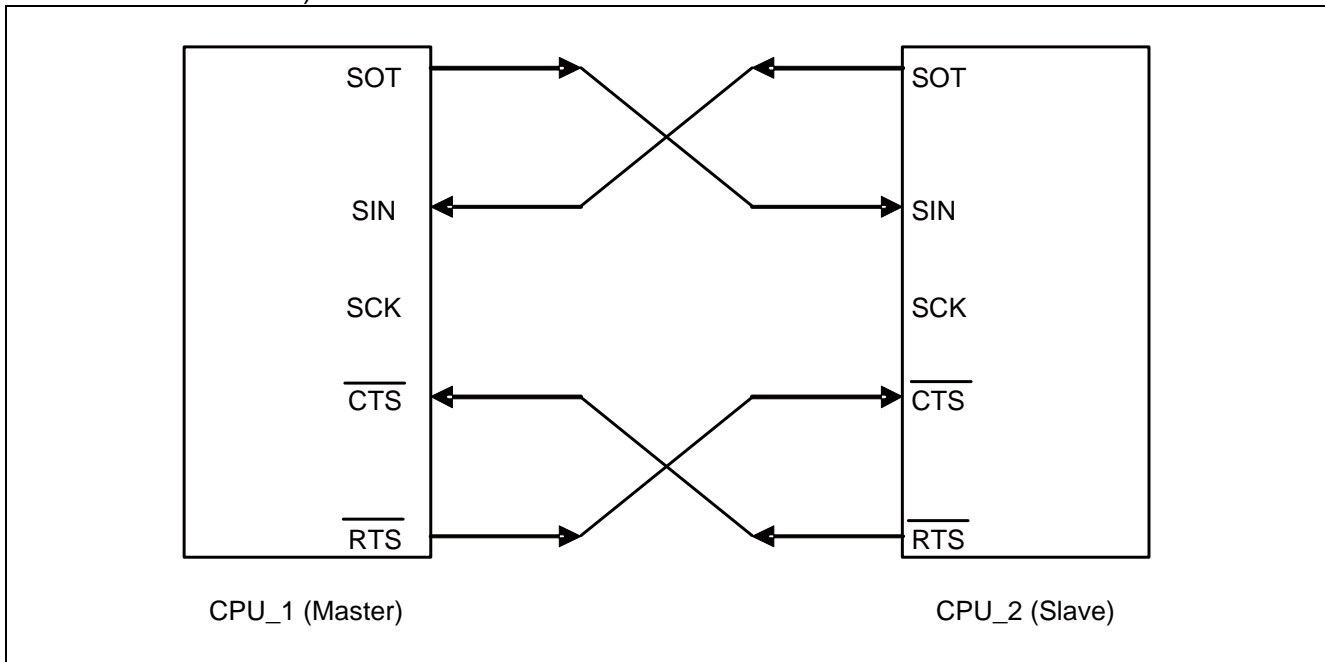 SOT
SOT
SIN
SIN
SCK
SCK
CTS
CTS
RTS
RTS
CPU_1 (Master)
CPU_2 (Slave)